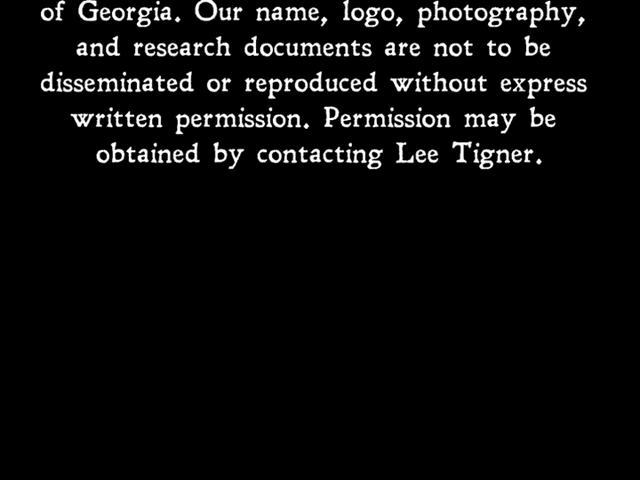 of Georgia. Our name, logo, photography,
and research documents are not to be
disseminated or reproduced without express
written permission. Permission may be
obtained by contacting Lee Tigner.